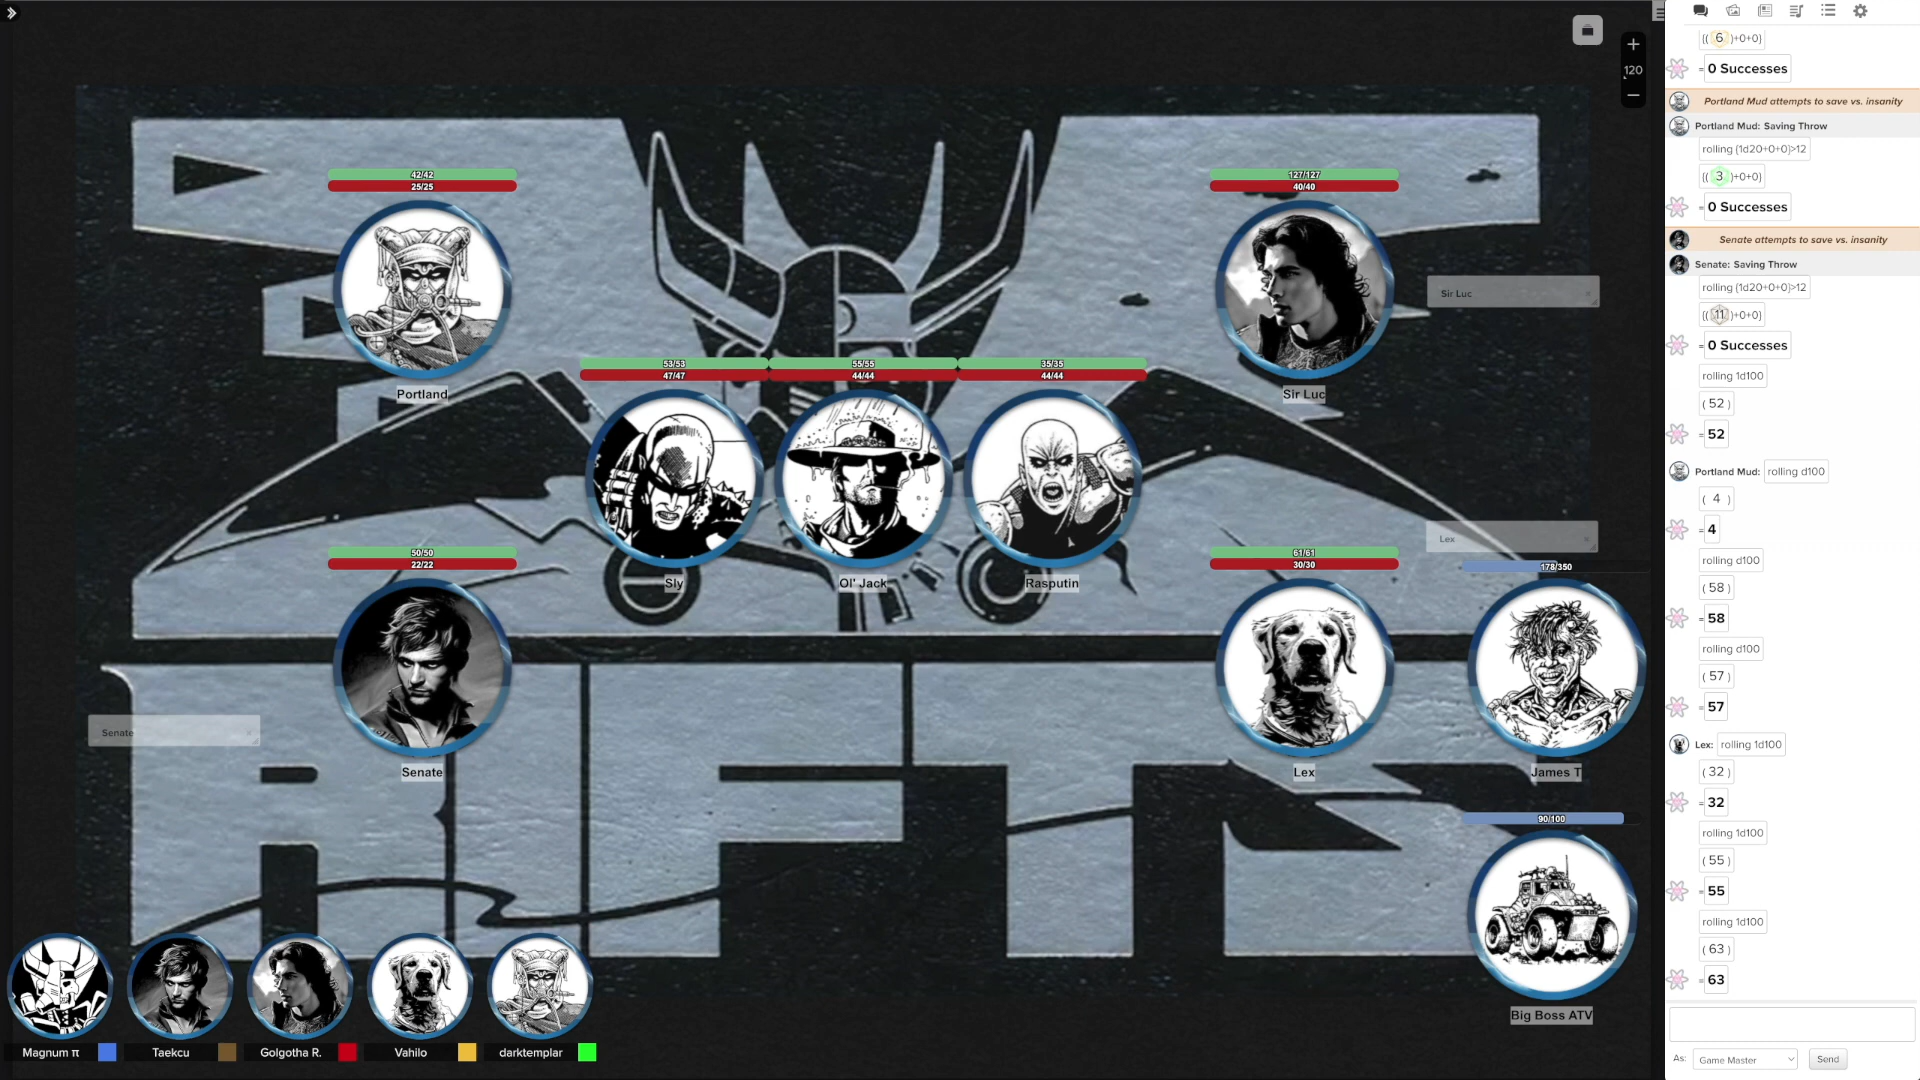 120
42/42
25/25
Portland
127/127
40/40
Sir Luc
Sir Luc
53/53
47/47
Sly
55/55
44/44
Ol' Jack
35/35
44/44
Rasputin
50/50
22/22
Senate
Senate
61/61
30/30
Lex
Lex
178/350
James T
90/100
Big Boss ATV
RIFTS
Magnum π
Taekcu
Golgotha R.
Vahilo
darktemplar
((6)+0+0)
=0 Successes
Portland Mud attempts to save vs. insanity
Portland Mud: Saving Throw
rolling (1d20+0+0)>12
((3)+0+0)
=0 Successes
Senate attempts to save vs. insanity
Senate: Saving Throw
rolling (1d20+0+0)>12
((11)+0+0)
=0 Successes
rolling 1d100
(52)
=52
Portland Mud: rolling d100
(4)
=4
rolling d100
(58)
=58
rolling d100
(57)
=57
Lex: rolling 1d100
(32)
=32
rolling 1d100
(55)
=55
rolling 1d100
(63)
=63
As: Game Master Send